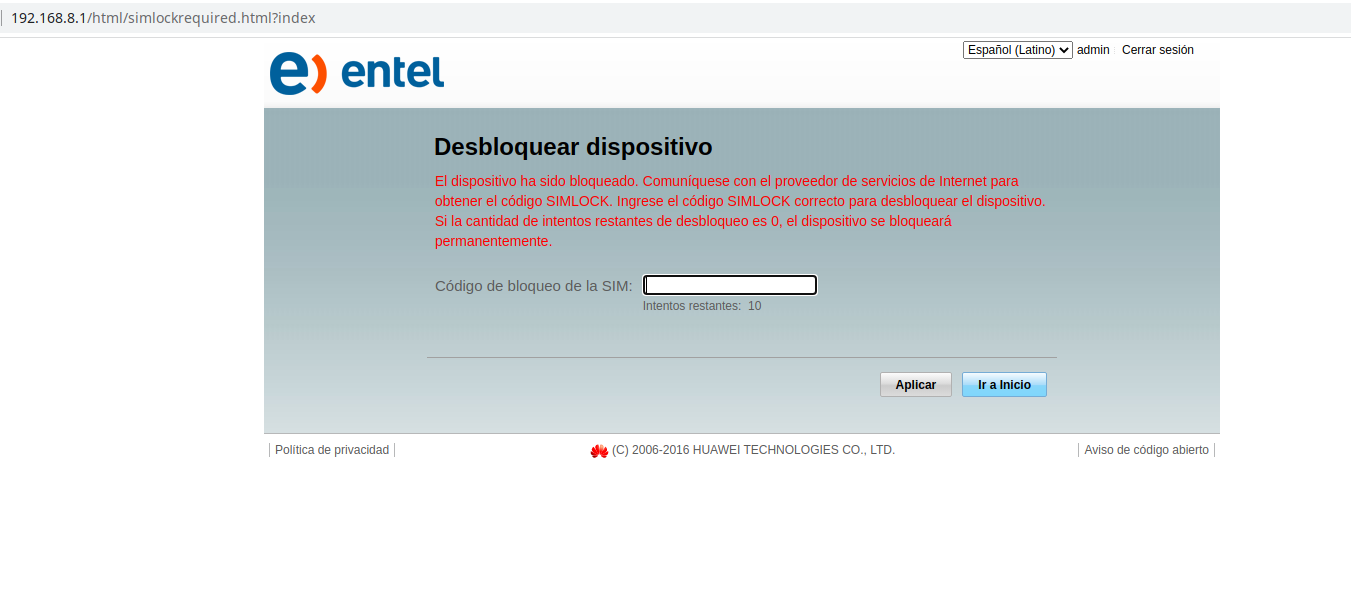 192.168.8.1/html/simlockrequired.html?index
Español (Latino) admin Cerrar sesión
e) entel
Desbloquear dispositivo
El dispositivo ha sido bloqueado. Comuníquese con el proveedor de servicios de Internet para
obtener el código SIMLOCK. Ingrese el código SIMLOCK correcto para desbloquear el dispositivo.
Si la cantidad de intentos restantes de desbloqueo es 0, el dispositivo se bloqueará
permanentemente.
Código de bloqueo de la SIM:
Intentos restantes: 10
Aplicar Ir a Inicio
Política de privacidad (C) 2006-2016 HUAWEI TECHNOLOGIES CO., LTD. Aviso de código abierto